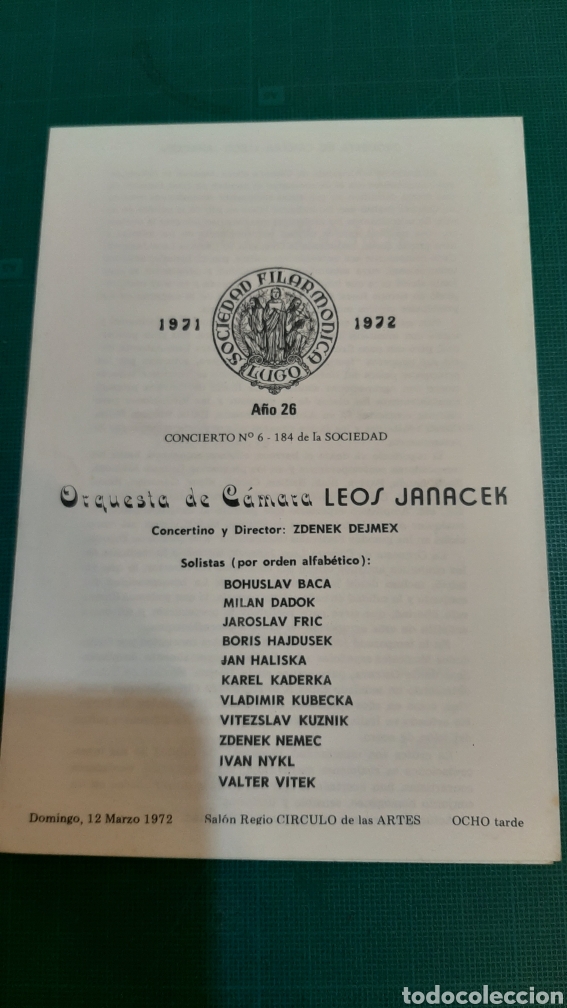 1971 SOCIEDAD FILARMONICA LUGO 1972
Año 26
CONCIERTO Nº 6 - 184 de la SOCIEDAD
Orquesta de Cámara LEOS JANACEK
Concertino y Director: ZDENEK DEJMEX
Solistas (por orden alfabético):
BOHUSLAV BACA
MILAN DADOK
JAROSLAV FRIC
BORIS HAJDUSEK
JAN HALISKA
KAREL KADERKA
VLADIMIR KUBECKA
VITEZSLAV KUZNIK
ZDENEK NEMEC
IVAN NYKL
VALTER VITEK
Domingo, 12 Marzo 1972 Salón Regio CIRCULO de las ARTES OCHO tarde
todocoleccion